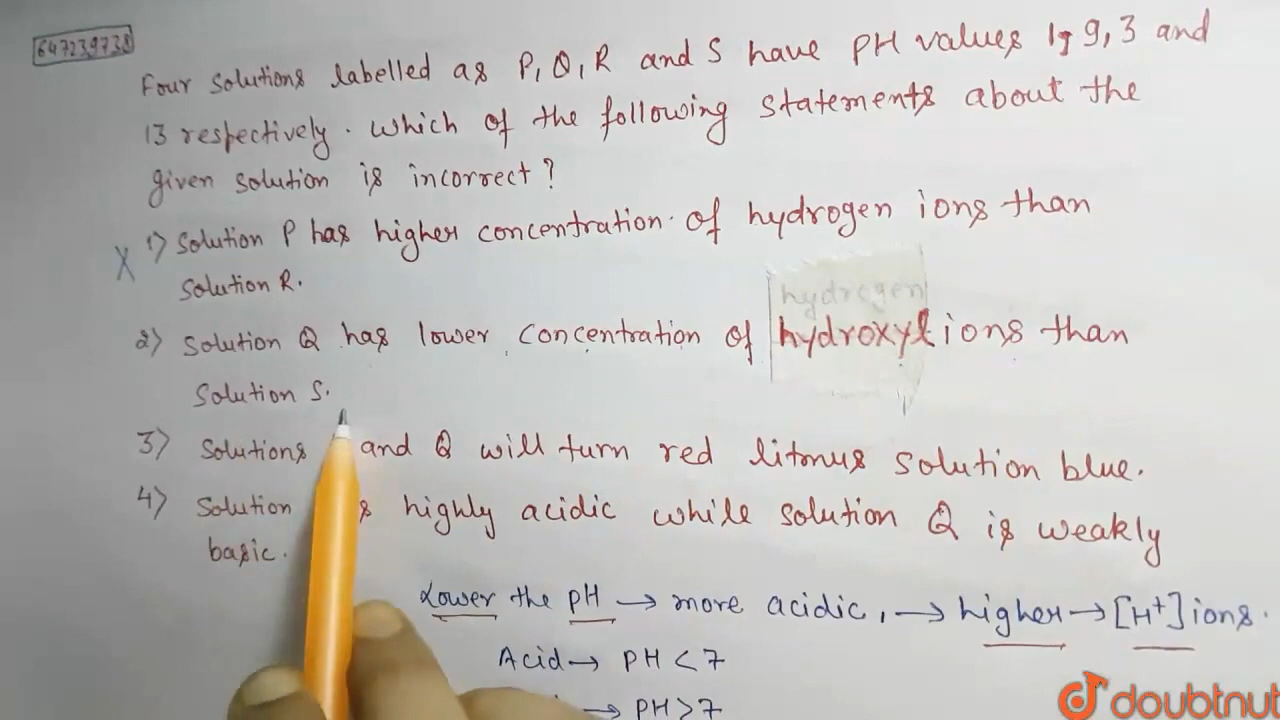 647239738
Four solutions labelled as P, Q, R and S have PH values 1, 9, 3 and
13 respectively. Which of the following statements about the
given solution is incorrect?
X 1) Solution P has higher concentration of hydrogen ions than
Solution R.
hydrogen
2) Solution Q has lower concentration of hydroxyl ions than
Solution S.
3) Solutions and Q will turn red litmus solution blue.
4) Solution highly acidic while solution Q is weakly
basic.
Lower the pH → more acidic, → higher → [H+] ions.
Acid → PH < 7
→ PH > 7
doubtnut